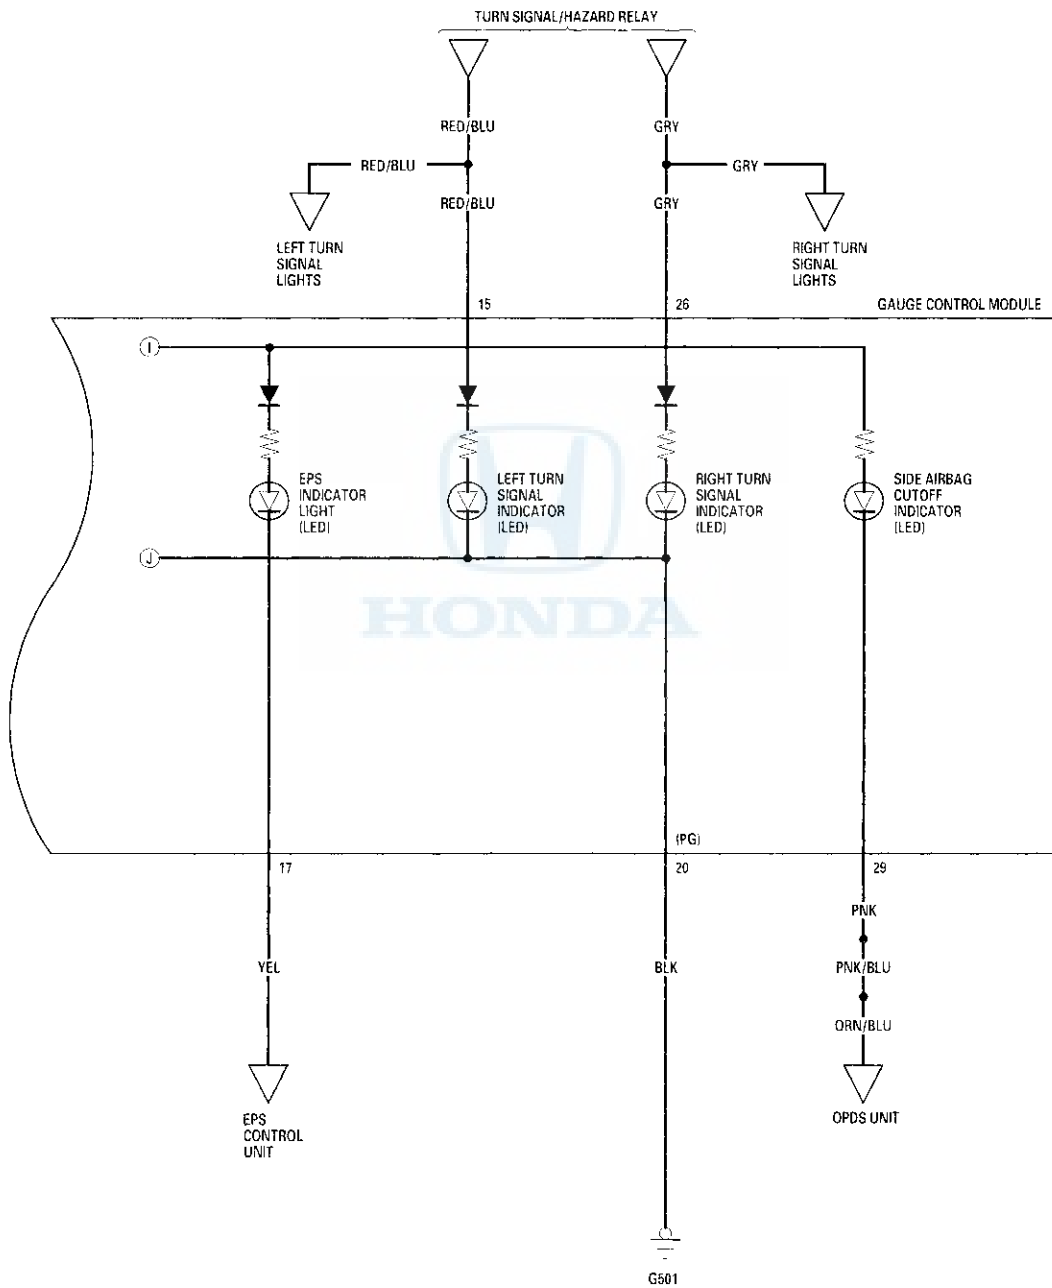 TURN SIGNAL/HAZARD RELAY
RED/BLU
GRY
RED/BLU
GRY
RED/BLU
GRY
LEFT TURN
SIGNAL
LIGHTS
RIGHT TURN
SIGNAL
LIGHTS
15
26
GAUGE CONTROL MODULE
I
EPS
INDICATOR
LIGHT
(LED)
LEFT TURN
SIGNAL
INDICATOR
(LED)
RIGHT TURN
SIGNAL
INDICATOR
(LED)
SIDE AIRBAG
CUTOFF
INDICATOR
(LED)
J
HONDA
(PG)
17
20
29
PNK
YEL
BLK
PNK/BLU
ORN/BLU
EPS
CONTROL
UNIT
OPDS UNIT
G501